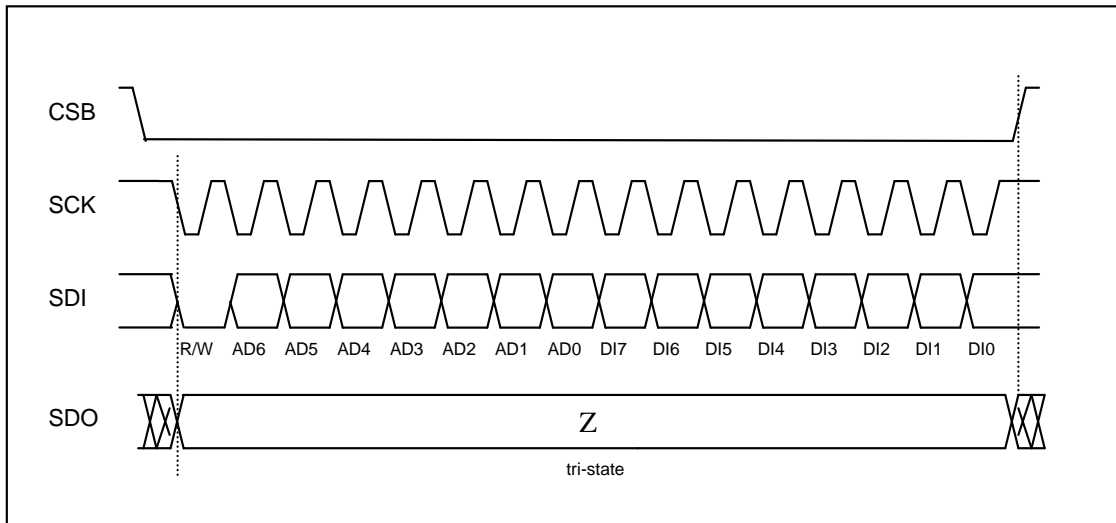 CSB
SCK
SDI
R/W AD6 AD5 AD4 AD3 AD2 AD1 AD0 DI7 DI6 DI5 DI4 DI3 DI2 DI1 DI0
SDO
Z
tri-state